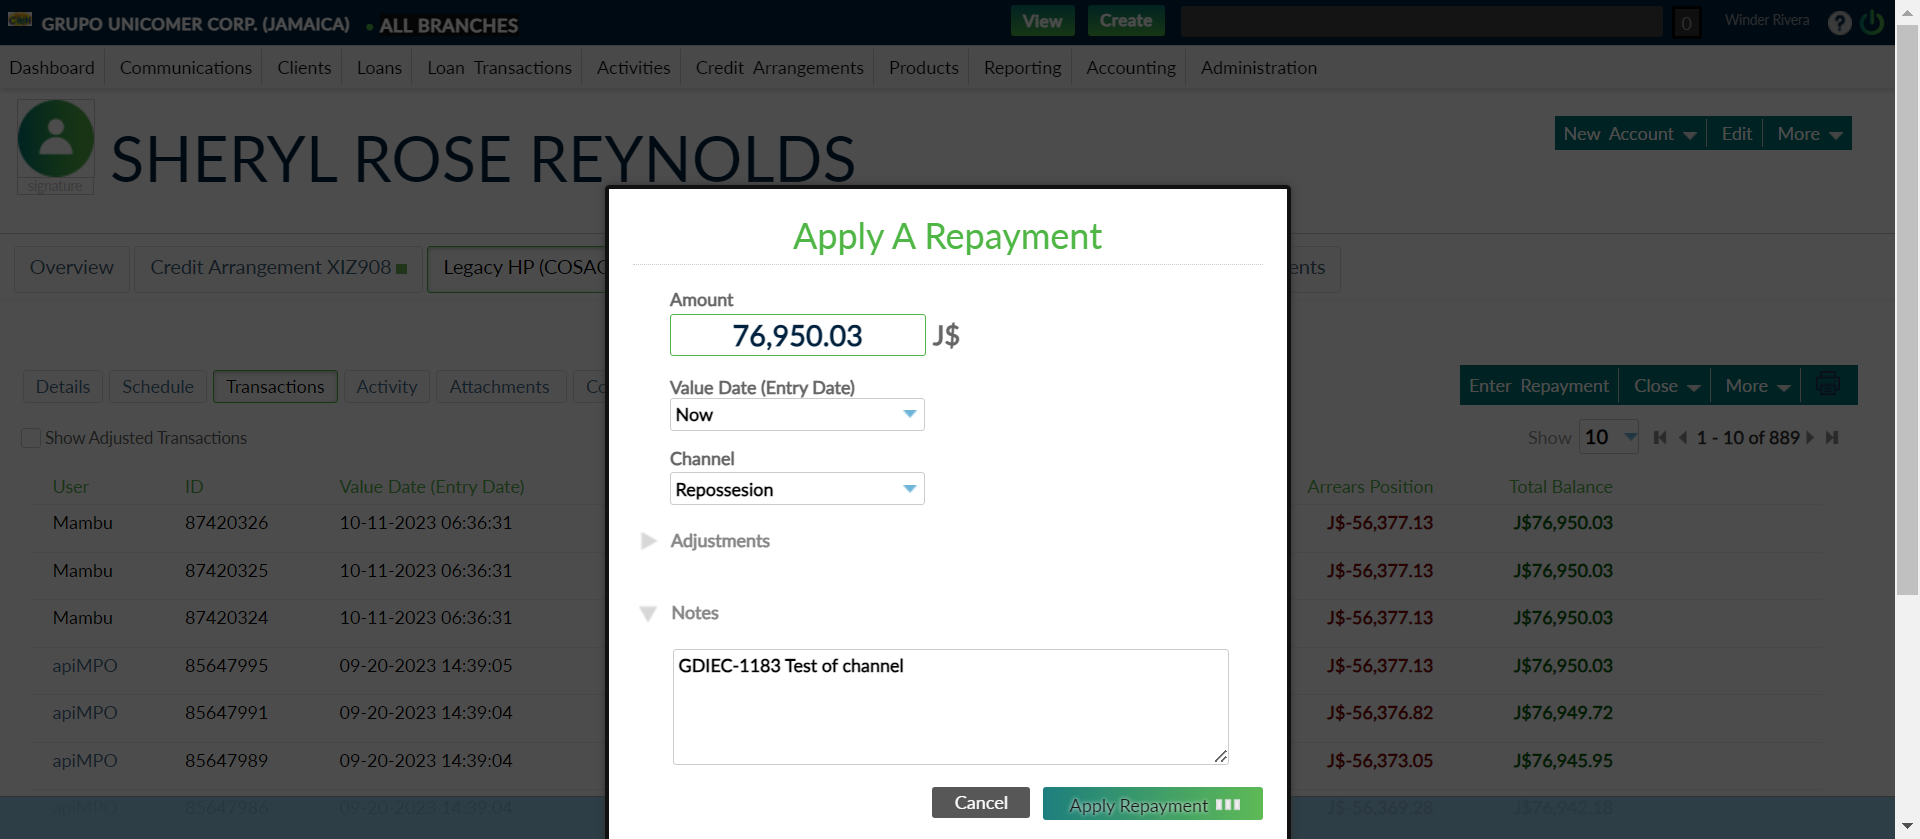 GRUPO UNICOMER CORP. (JAMAICA) ALL BRANCHES View Create 0 Winder Rivera ?
Dashboard Communications Clients Loans Loan Transactions Activities Credit Arrangements Products Reporting Accounting Administration
signature
SHERYL ROSE REYNOLDS
New Account Edit More
Overview Credit Arrangement XIZ908 Legacy HP (COSAC ents
Details Schedule Transactions Activity Attachments Co
Enter Repayment Close More
Show Adjusted Transactions
Show 10 1 - 10 of 889
User ID Value Date (Entry Date) Arrears Position Total Balance
Mambu 87420326 10-11-2023 06:36:31 J$-56,377.13 J$76,950.03
Mambu 87420325 10-11-2023 06:36:31 J$-56,377.13 J$76,950.03
Mambu 87420324 10-11-2023 06:36:31 J$-56,377.13 J$76,950.03
apiMPO 85647995 09-20-2023 14:39:05 J$-56,377.13 J$76,950.03
apiMPO 85647991 09-20-2023 14:39:04 J$-56,376.82 J$76,949.72
apiMPO 85647989 09-20-2023 14:39:04 J$-56,373.05 J$76,945.95
apiMPO 85647986 09-20-2023 14:39:04 J$-56,369.28 J$76,942.18
Apply A Repayment
Amount
76,950.03 J$
Value Date (Entry Date)
Now
Channel
Repossesion
Adjustments
Notes
GDIEC-1183 Test of channel
Cancel Apply Repayment